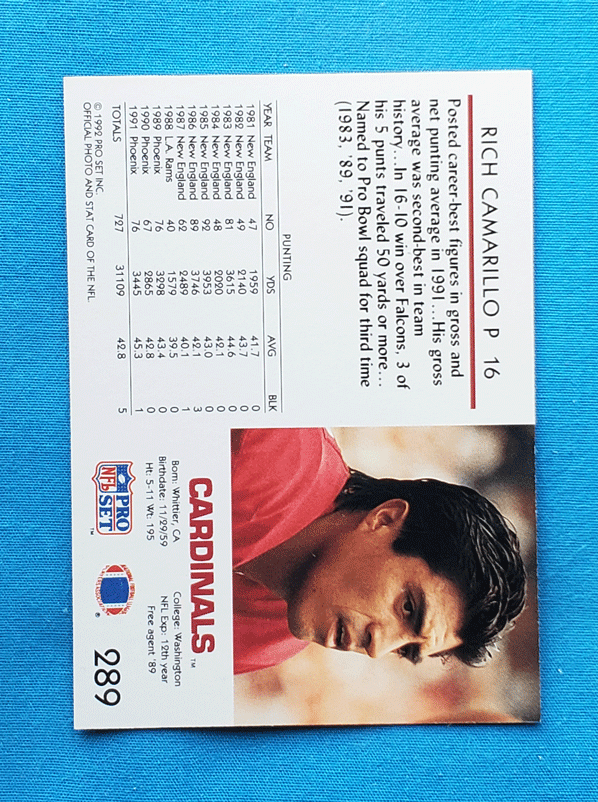 RICH CAMARILLO P 16
Posted career-best figures in gross and
net punting average in 1991...His gross
average was second-best in team
history...In 16-10 win over Falcons, 3 of
his 5 punts traveled 50 yards or more...
Named to Pro Bowl squad for third time
(1983, '89, '91).
PUNTING
YEAR TEAM NO YDS AVG BLK
1981 New England 47 1959 41.7 0
1982 New England 49 2140 43.7 0
1983 New England 81 3615 44.6 0
1984 New England 48 2020 42.1 0
1985 New England 92 3953 43.0 0
1986 New England 89 3746 42.1 3
1987 New England 62 2489 40.1 1
1988 L.A. Rams 40 1579 39.5 0
1989 Phoenix 76 3298 43.4 0
1990 Phoenix 67 2865 42.8 0
1991 Phoenix 76 3445 45.3 1
TOTALS 727 31109 42.8 5
© 1992 PRO SET INC.
OFFICIAL PHOTO AND STAT CARD OF THE NFL
CARDINALS™
Born: Whittier, CA College: Washington
Birthdate: 11/29/59 NFL Exp: 12th year
Ht: 5-11 Wt: 195 Free agent '89
PRO
NFL SET™
289